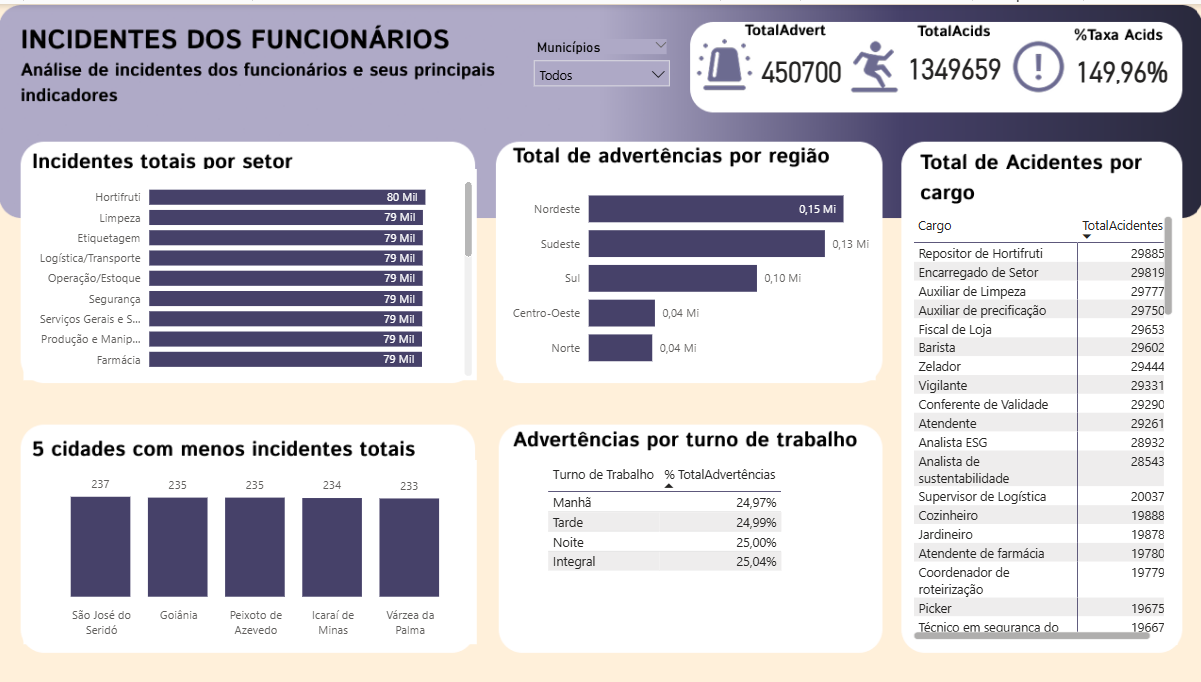 INCIDENTES DOS FUNCIONÁRIOS
Análise de incidentes dos funcionários e seus principais
indicadores
Municípios
Todos
TotalAdvert
450700
TotalAcids
1349659
%Taxa Acids
149,96%
Incidentes totais por setor
Hortifruti 80 Mil
Limpeza 79 Mil
Etiquetagem 79 Mil
Logística/Transporte 79 Mil
Operação/Estoque 79 Mil
Segurança 79 Mil
Serviços Gerais e S... 79 Mil
Produção e Manip... 79 Mil
Farmácia 79 Mil
Total de advertências por região
Nordeste 0,15 Mi
Sudeste 0,13 Mi
Sul 0,10 Mi
Centro-Oeste 0,04 Mi
Norte 0,04 Mi
Total de Acidentes por
cargo
Cargo TotalAcidentes
Repositor de Hortifruti 29885
Encarregado de Setor 29819
Auxiliar de Limpeza 29777
Auxiliar de precificação 29750
Fiscal de Loja 29653
Barista 29602
Zelador 29444
Vigilante 29331
Conferente de Validade 29290
Atendente 29261
Analista ESG 28932
Analista de 28543
sustentabilidade
Supervisor de Logística 20037
Cozinheiro 19888
Jardineiro 19878
Atendente de farmácia 19780
Coordenador de 19779
roteirização
Picker 19675
Técnico em segurança do 19667
5 cidades com menos incidentes totais
237 235 235 234 233
São José do Goiânia Peixoto de Icaraí de Várzea da
Seridó Azevedo Minas Palma
Advertências por turno de trabalho
Turno de Trabalho % TotalAdvertências
Manhã 24,97%
Tarde 24,99%
Noite 25,00%
Integral 25,04%